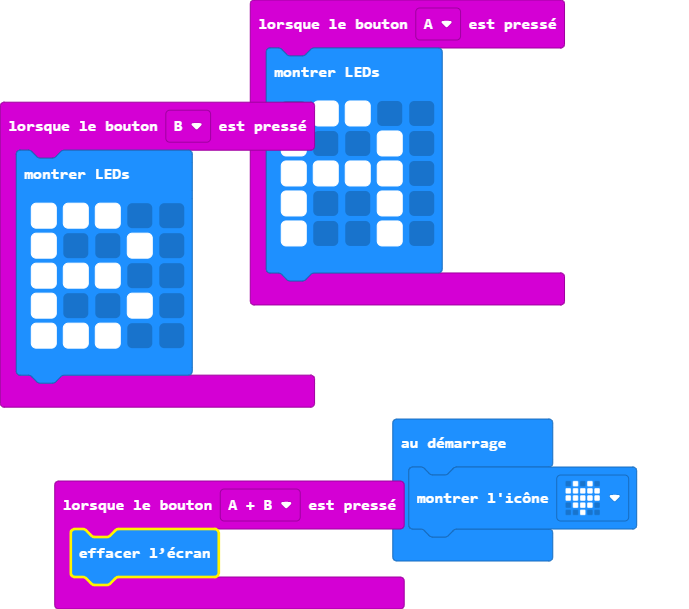 lorsque le bouton A est pressé
montrer LEDs
lorsque le bouton B est pressé
montrer LEDs
au démarrage
montrer l'icône
lorsque le bouton A + B est pressé
effacer l’écran